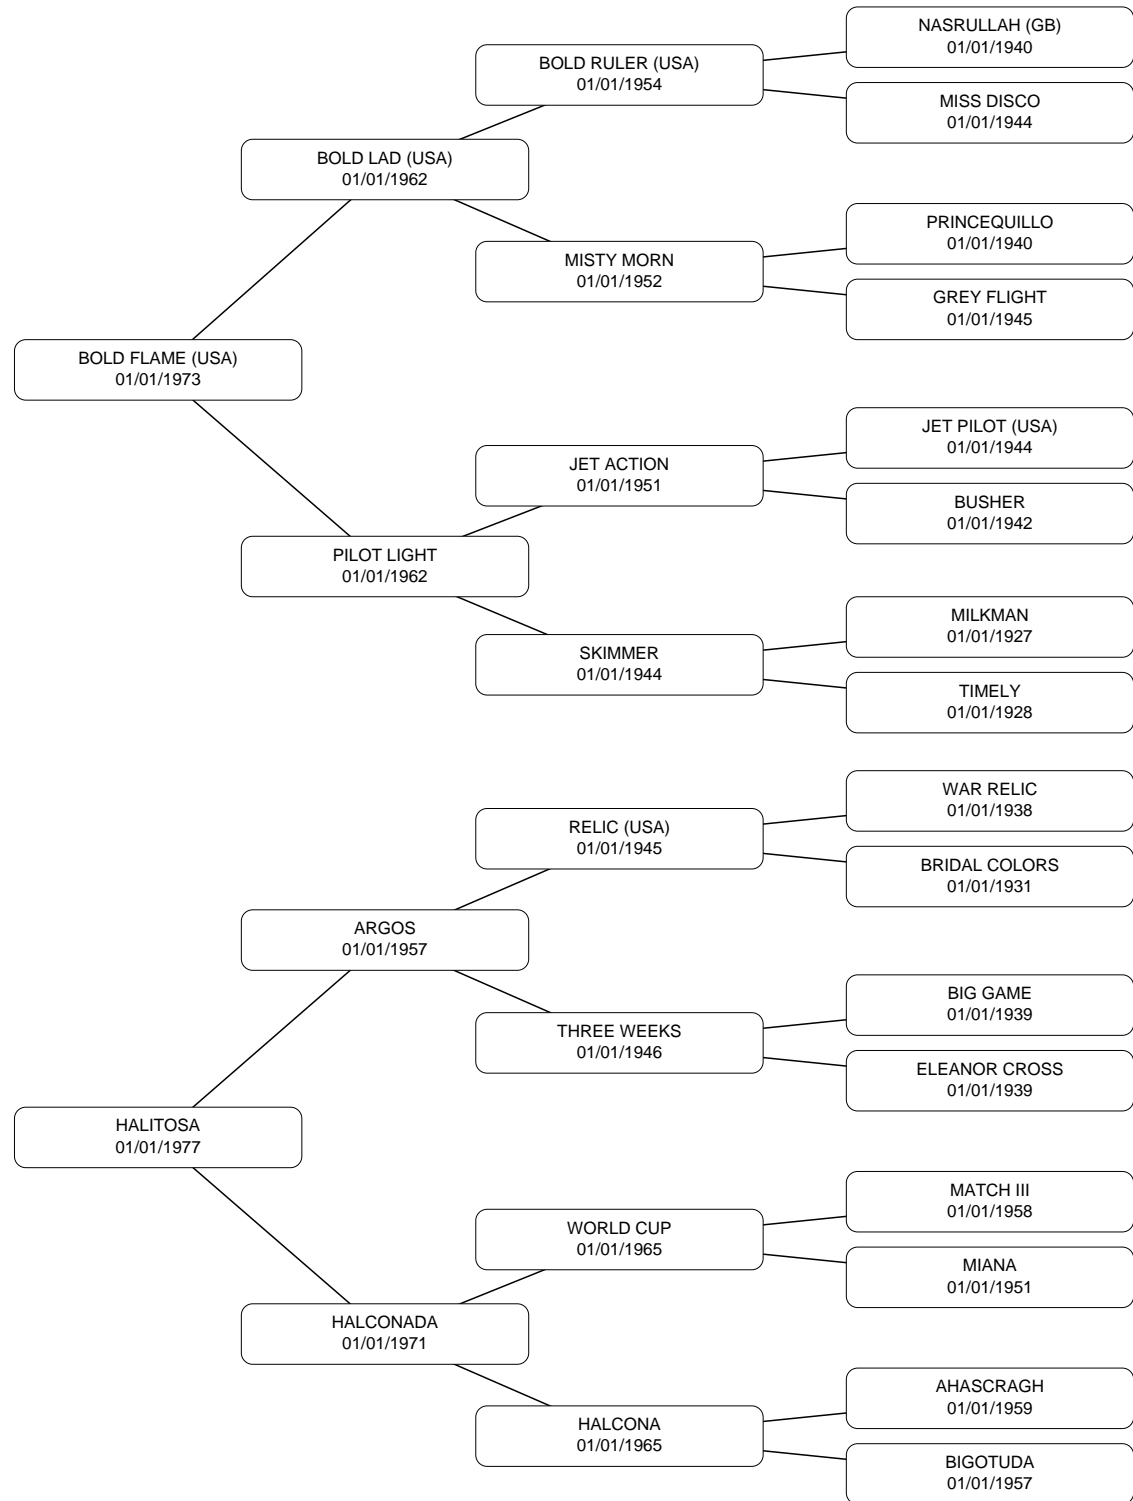 NASRULLAH (GB)
01/01/1940
BOLD RULER (USA)
01/01/1954
MISS DISCO
01/01/1944
BOLD LAD (USA)
01/01/1962
PRINCEQUILLO
01/01/1940
MISTY MORN
01/01/1952
GREY FLIGHT
01/01/1945
BOLD FLAME (USA)
01/01/1973
JET PILOT (USA)
01/01/1944
JET ACTION
01/01/1951
BUSHER
01/01/1942
PILOT LIGHT
01/01/1962
MILKMAN
01/01/1927
SKIMMER
01/01/1944
TIMELY
01/01/1928
WAR RELIC
01/01/1938
RELIC (USA)
01/01/1945
BRIDAL COLORS
01/01/1931
ARGOS
01/01/1957
BIG GAME
01/01/1939
THREE WEEKS
01/01/1946
ELEANOR CROSS
01/01/1939
HALITOSA
01/01/1977
MATCH III
01/01/1958
WORLD CUP
01/01/1965
MIANA
01/01/1951
HALCONADA
01/01/1971
AHASCRAGH
01/01/1959
HALCONA
01/01/1965
BIGOTUDA
01/01/1957